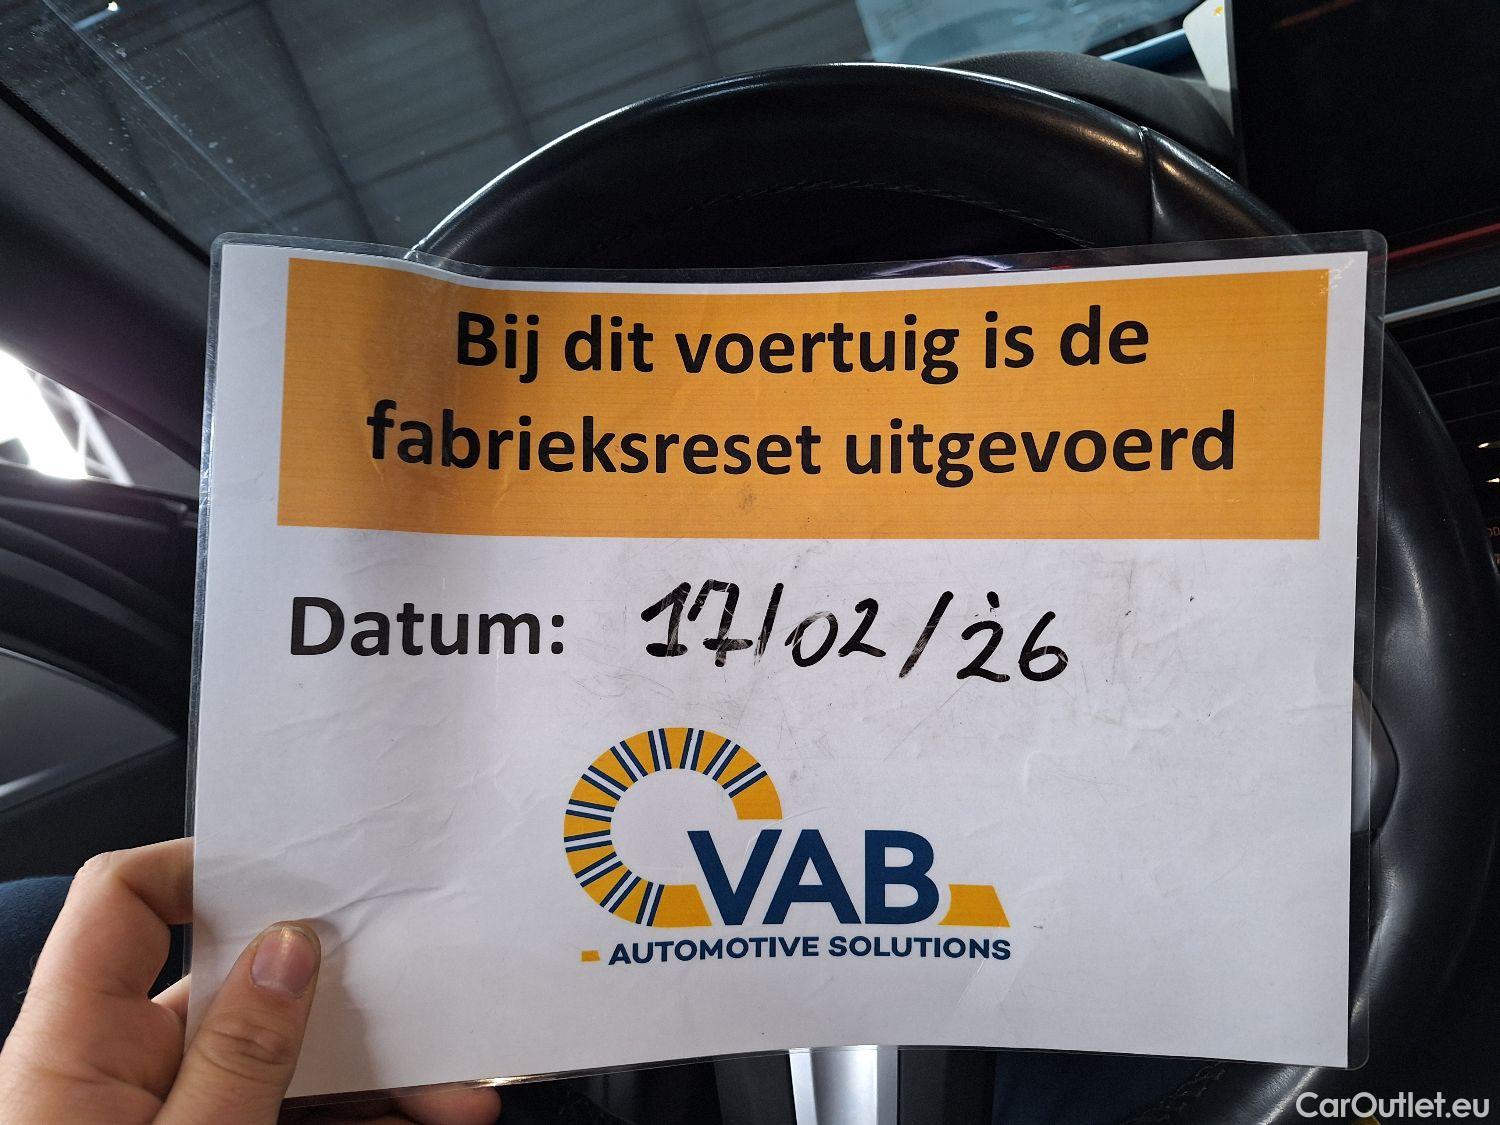 Bij dit voertuig is de
fabrieksreset uitgevoerd
Datum: 17/02/26
VAB
AUTOMOTIVE SOLUTIONS
CarOutlet.eu